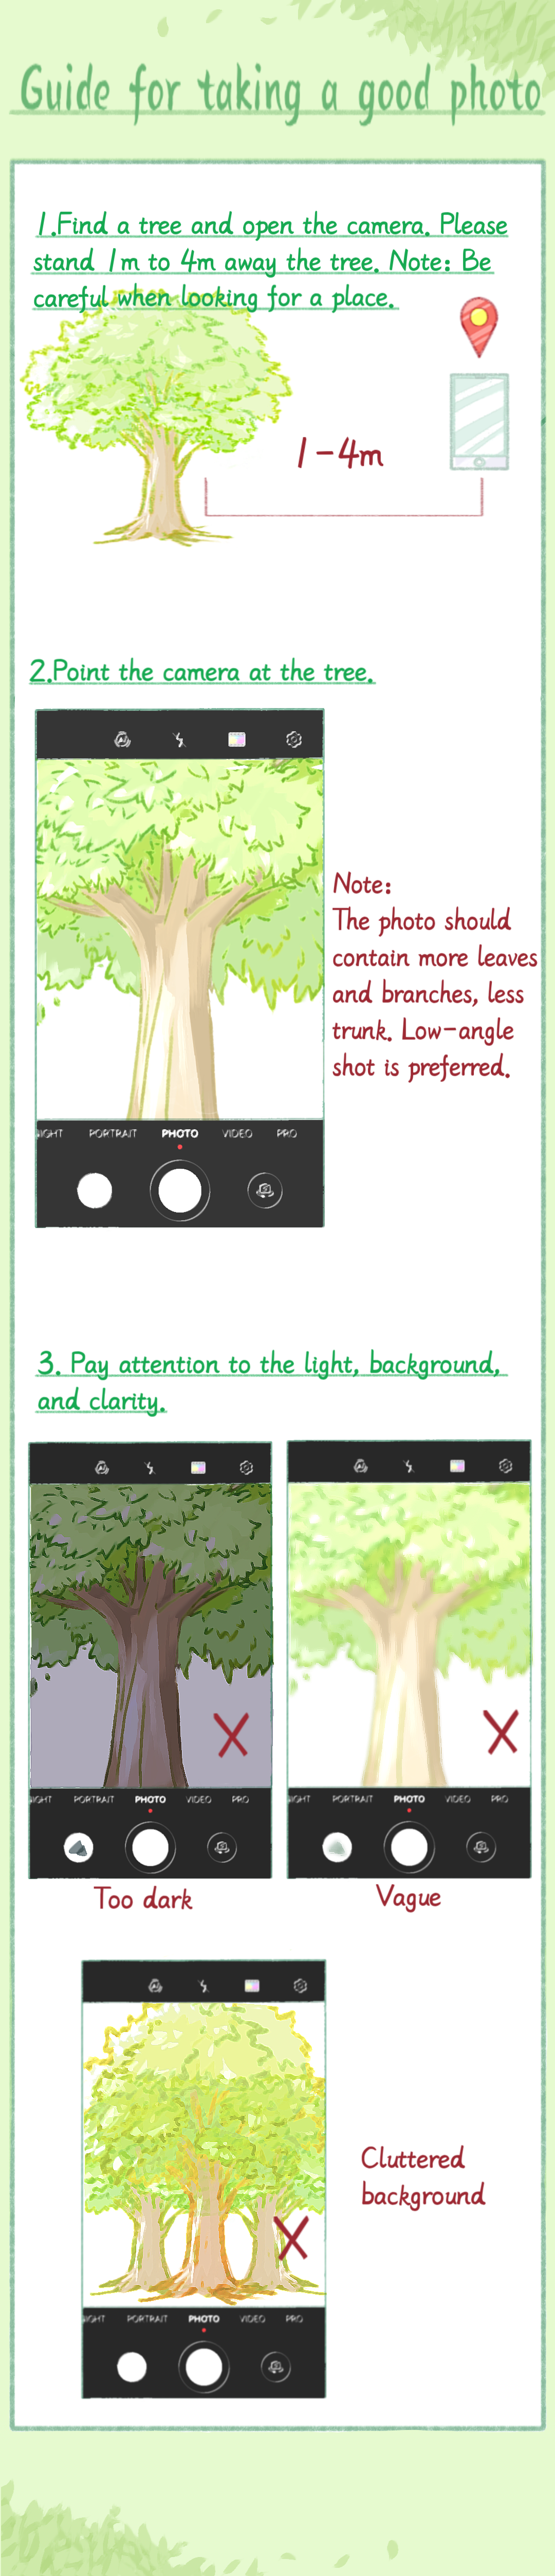 Guide for taking a good photo
1.Find a tree and open the camera. Please
stand 1m to 4m away the tree. Note: Be
careful when looking for a place.
1-4m
2.Point the camera at the tree.
Note:
The photo should
contain more leaves
and branches, less
trunk. Low-angle
shot is preferred.
IGHT PORTRAIT PHOTO VIDEO PRO
3. Pay attention to the light, background,
and clarity.
IGHT PORTRAIT PHOTO VIDEO PRO
IGHT PORTRAIT PHOTO VIDEO PRO
Too dark
Vague
Cluttered
background
IGHT PORTRAIT PHOTO VIDEO PRO